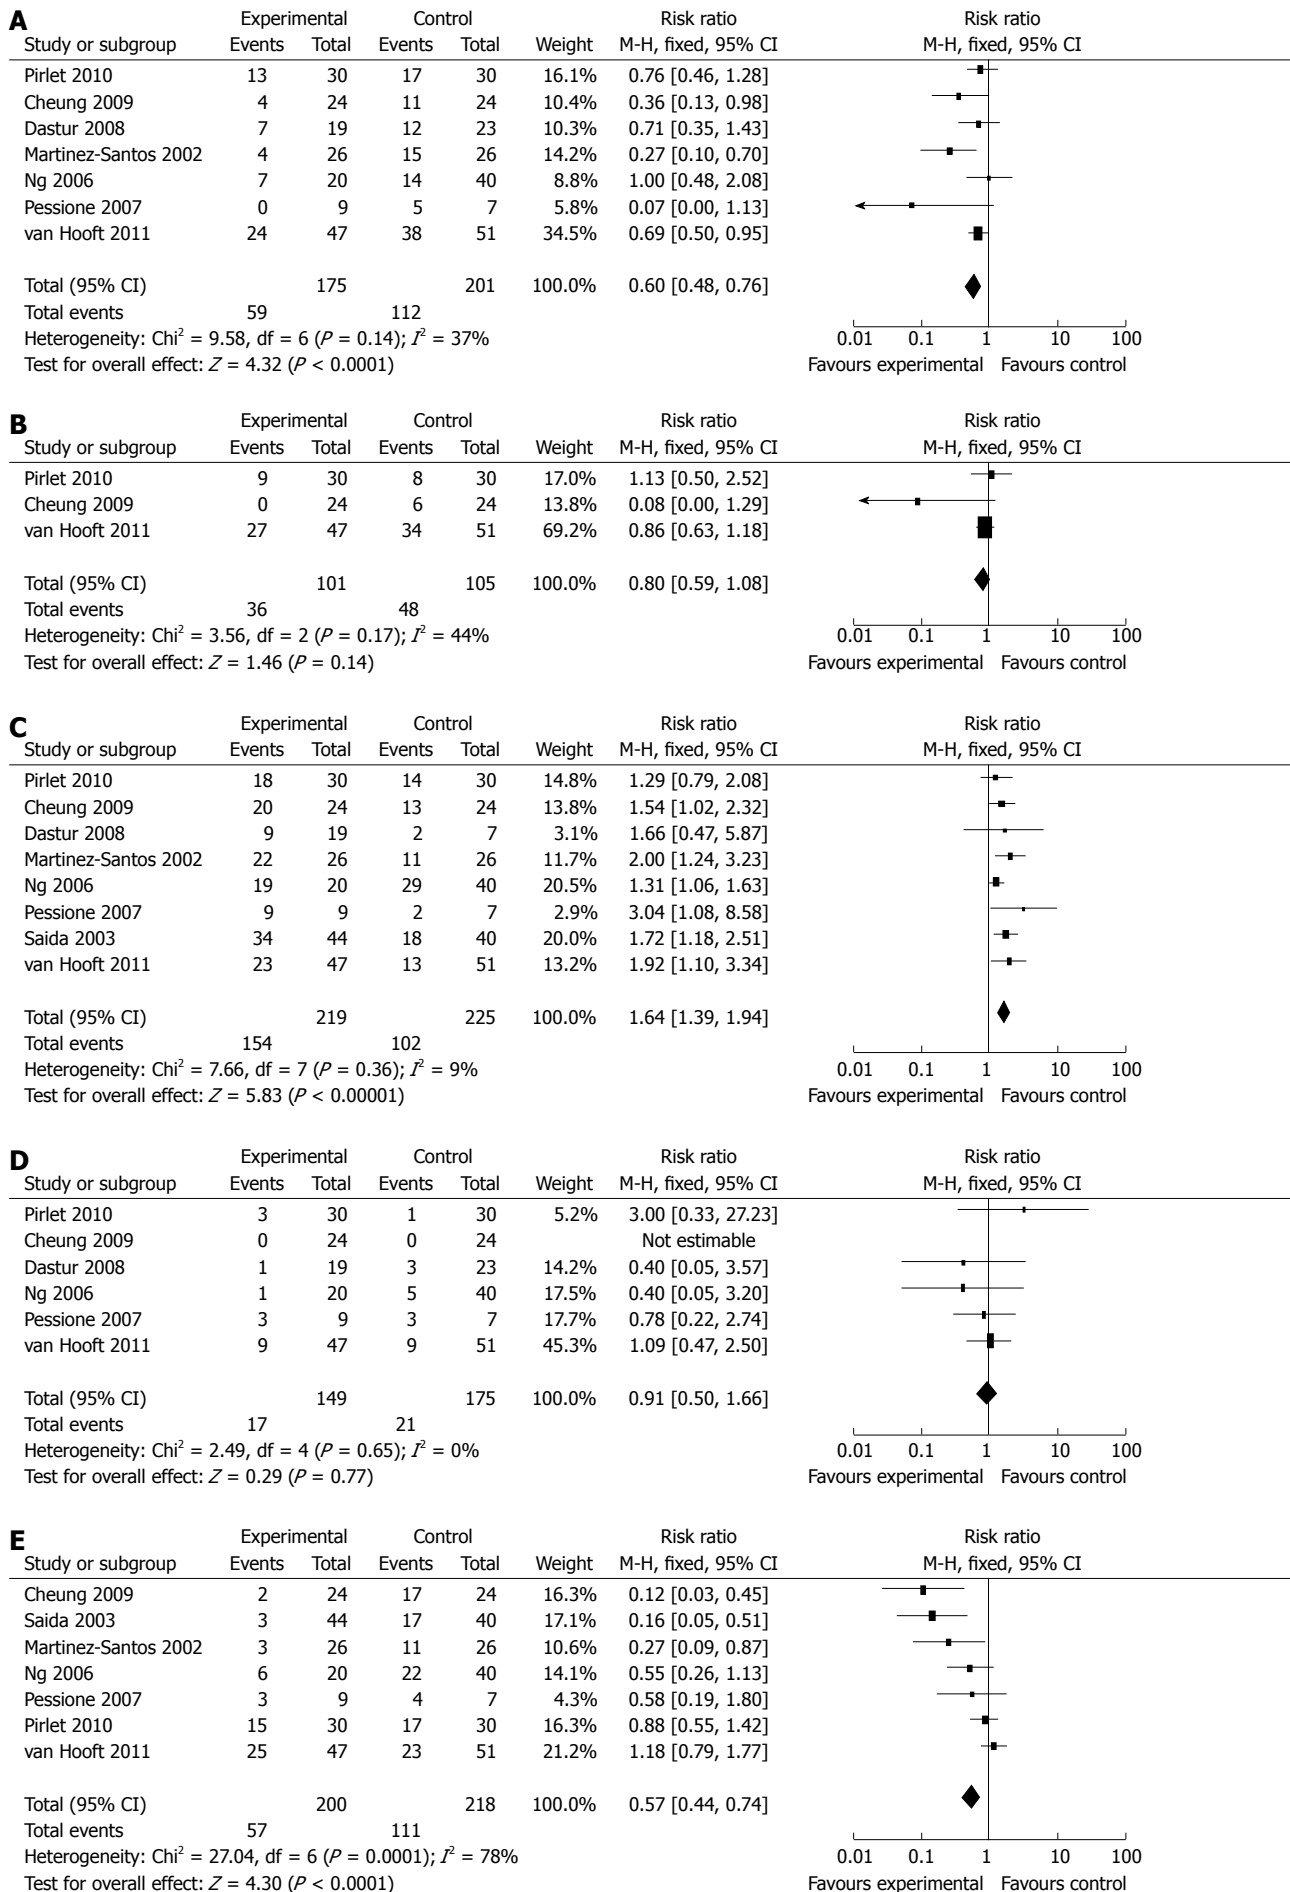 A Experimental Control Risk ratio Risk ratio
Study or subgroup Events Total Events Total Weight M-H, fixed, 95% CI M-H, fixed, 95% CI
Pirlet 2010 13 30 17 30 16.1% 0.76 [0.46, 1.28]
Cheung 2009 4 24 11 24 10.4% 0.36 [0.13, 0.98]
Dastur 2008 7 19 12 23 10.3% 0.71 [0.35, 1.43]
Martinez-Santos 2002 4 26 15 26 14.2% 0.27 [0.10, 0.70]
Ng 2006 7 20 14 40 8.8% 1.00 [0.48, 2.08]
Pessione 2007 0 9 5 7 5.8% 0.07 [0.00, 1.13]
van Hooft 2011 24 47 38 51 34.5% 0.69 [0.50, 0.95]
Total (95% CI) 175 201 100.0% 0.60 [0.48, 0.76]
Total events 59 112
Heterogeneity: Chi² = 9.58, df = 6 (P = 0.14); I² = 37% 0.01 0.1 1 10 100
Test for overall effect: Z = 4.32 (P < 0.0001) Favours experimental Favours control
B Experimental Control Risk ratio Risk ratio
Study or subgroup Events Total Events Total Weight M-H, fixed, 95% CI M-H, fixed, 95% CI
Pirlet 2010 9 30 8 30 17.0% 1.13 [0.50, 2.52]
Cheung 2009 0 24 6 24 13.8% 0.08 [0.00, 1.29]
van Hooft 2011 27 47 34 51 69.2% 0.86 [0.63, 1.18]
Total (95% CI) 101 105 100.0% 0.80 [0.59, 1.08]
Total events 36 48
Heterogeneity: Chi² = 3.56, df = 2 (P = 0.17); I² = 44% 0.01 0.1 1 10 100
Test for overall effect: Z = 1.46 (P = 0.14) Favours experimental Favours control
C Experimental Control Risk ratio Risk ratio
Study or subgroup Events Total Events Total Weight M-H, fixed, 95% CI M-H, fixed, 95% CI
Pirlet 2010 18 30 14 30 14.8% 1.29 [0.79, 2.08]
Cheung 2009 20 24 13 24 13.8% 1.54 [1.02, 2.32]
Dastur 2008 9 19 2 7 3.1% 1.66 [0.47, 5.87]
Martinez-Santos 2002 22 26 11 26 11.7% 2.00 [1.24, 3.23]
Ng 2006 19 20 29 40 20.5% 1.31 [1.06, 1.63]
Pessione 2007 9 9 2 7 2.9% 3.04 [1.08, 8.58]
Saida 2003 34 44 18 40 20.0% 1.72 [1.18, 2.51]
van Hooft 2011 23 47 13 51 13.2% 1.92 [1.10, 3.34]
Total (95% CI) 219 225 100.0% 1.64 [1.39, 1.94]
Total events 154 102
Heterogeneity: Chi² = 7.66, df = 7 (P = 0.36); I² = 9% 0.01 0.1 1 10 100
Test for overall effect: Z = 5.83 (P < 0.00001) Favours experimental Favours control
D Experimental Control Risk ratio Risk ratio
Study or subgroup Events Total Events Total Weight M-H, fixed, 95% CI M-H, fixed, 95% CI
Pirlet 2010 3 30 1 30 5.2% 3.00 [0.33, 27.23]
Cheung 2009 0 24 0 24 Not estimable
Dastur 2008 1 19 3 23 14.2% 0.40 [0.05, 3.57]
Ng 2006 1 20 5 40 17.5% 0.40 [0.05, 3.20]
Pessione 2007 3 9 3 7 17.7% 0.78 [0.22, 2.74]
van Hooft 2011 9 47 9 51 45.3% 1.09 [0.47, 2.50]
Total (95% CI) 149 175 100.0% 0.91 [0.50, 1.66]
Total events 17 21
Heterogeneity: Chi² = 2.49, df = 4 (P = 0.65); I² = 0% 0.01 0.1 1 10 100
Test for overall effect: Z = 0.29 (P = 0.77) Favours experimental Favours control
E Experimental Control Risk ratio Risk ratio
Study or subgroup Events Total Events Total Weight M-H, fixed, 95% CI M-H, fixed, 95% CI
Cheung 2009 2 24 17 24 16.3% 0.12 [0.03, 0.45]
Saida 2003 3 44 17 40 17.1% 0.16 [0.05, 0.51]
Martinez-Santos 2002 3 26 11 26 10.6% 0.27 [0.09, 0.87]
Ng 2006 6 20 22 40 14.1% 0.55 [0.26, 1.13]
Pessione 2007 3 9 4 7 4.3% 0.58 [0.19, 1.80]
Pirlet 2010 15 30 17 30 16.3% 0.88 [0.55, 1.42]
van Hooft 2011 25 47 23 51 21.2% 1.18 [0.79, 1.77]
Total (95% CI) 200 218 100.0% 0.57 [0.44, 0.74]
Total events 57 111
Heterogeneity: Chi² = 27.04, df = 6 (P = 0.0001); I² = 78% 0.01 0.1 1 10 100
Test for overall effect: Z = 4.30 (P < 0.0001) Favours experimental Favours control